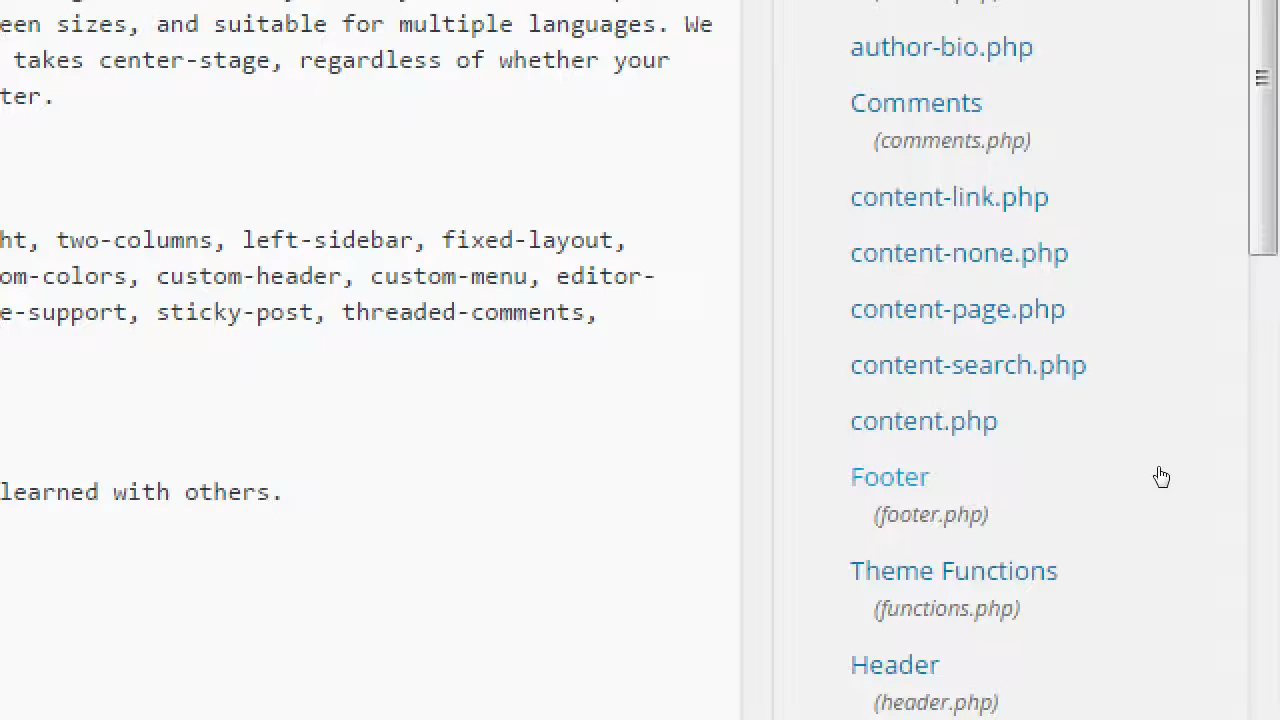 een sizes, and suitable for multiple languages. We
takes center-stage, regardless of whether your
ter.
ht, two-columns, left-sidebar, fixed-layout,
om-colors, custom-header, custom-menu, editor-
e-support, sticky-post, threaded-comments,
learned with others.
author-bio.php
Comments
(comments.php)
content-link.php
content-none.php
content-page.php
content-search.php
content.php
Footer
(footer.php)
Theme Functions
(functions.php)
Header
(header.php)